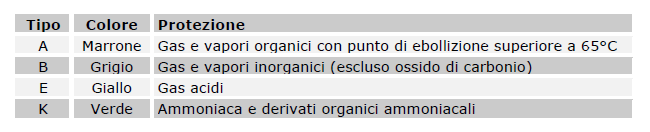 Tipo Colore Protezione
A Marrone Gas e vapori organici con punto di ebollizione superiore a 65°C
B Grigio Gas e vapori inorganici (escluso ossido di carbonio)
E Giallo Gas acidi
K Verde Ammoniaca e derivati organici ammoniacali